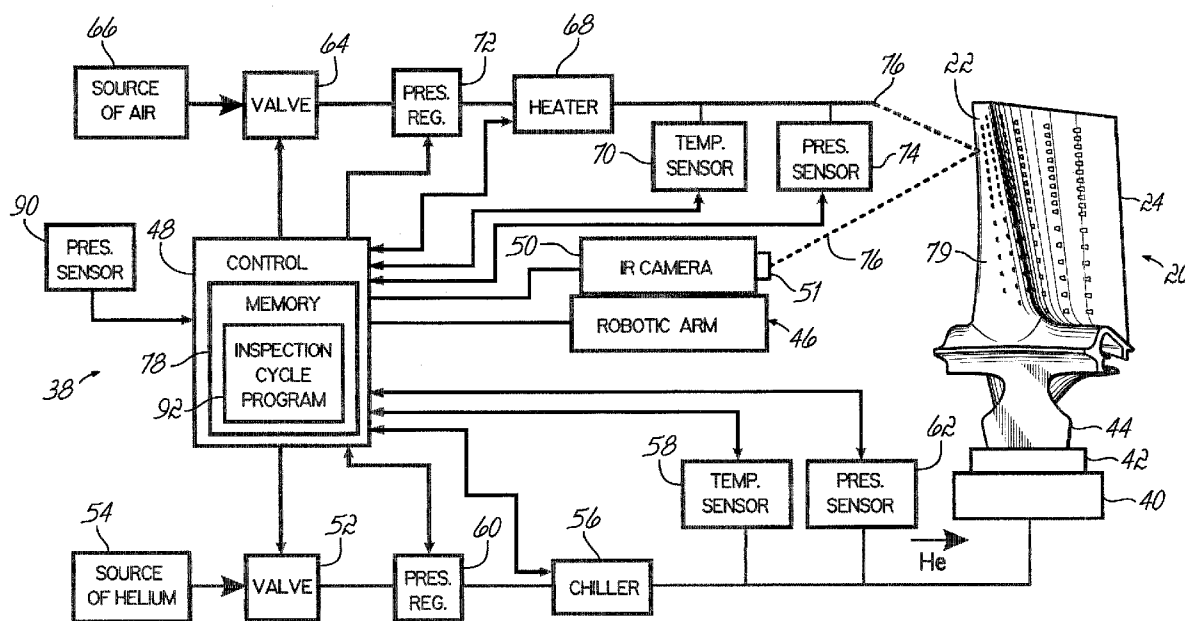 66
SOURCE
OF AIR
64
VALVE
72
PRES.
REG.
68
HEATER
76
22
70
TEMP.
SENSOR
PRES.
SENSOR
74
24
90
PRES.
SENSOR
48
CONTROL
50
IR CAMERA
51
76
79
20
MEMORY
ROBOTIC ARM
46
78
INSPECTION
CYCLE
PROGRAM
92
38
58
TEMP.
SENSOR
62
PRES.
SENSOR
44
42
40
54
SOURCE
OF HELIUM
52
VALVE
60
PRES.
REG.
56
CHILLER
He